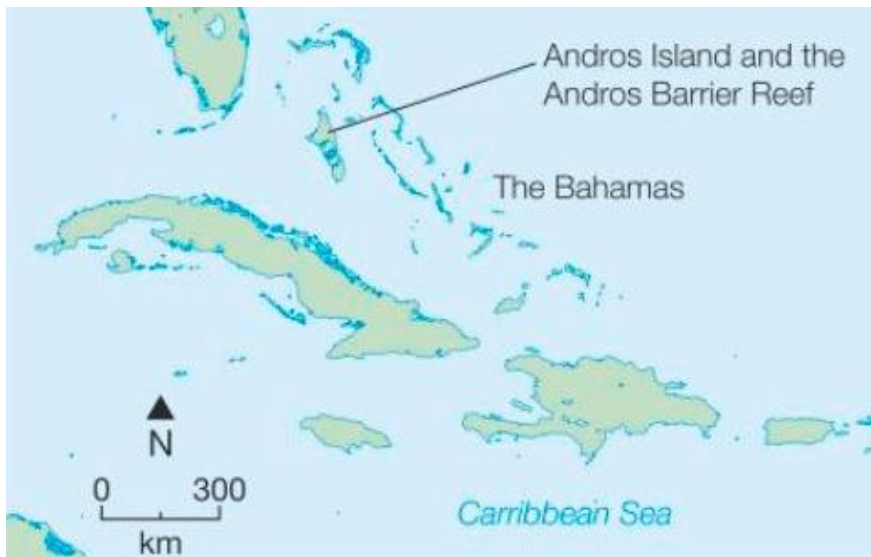 Andros Island and the
Andros Barrier Reef
The Bahamas
N
0 300
km
Carribbean Sea